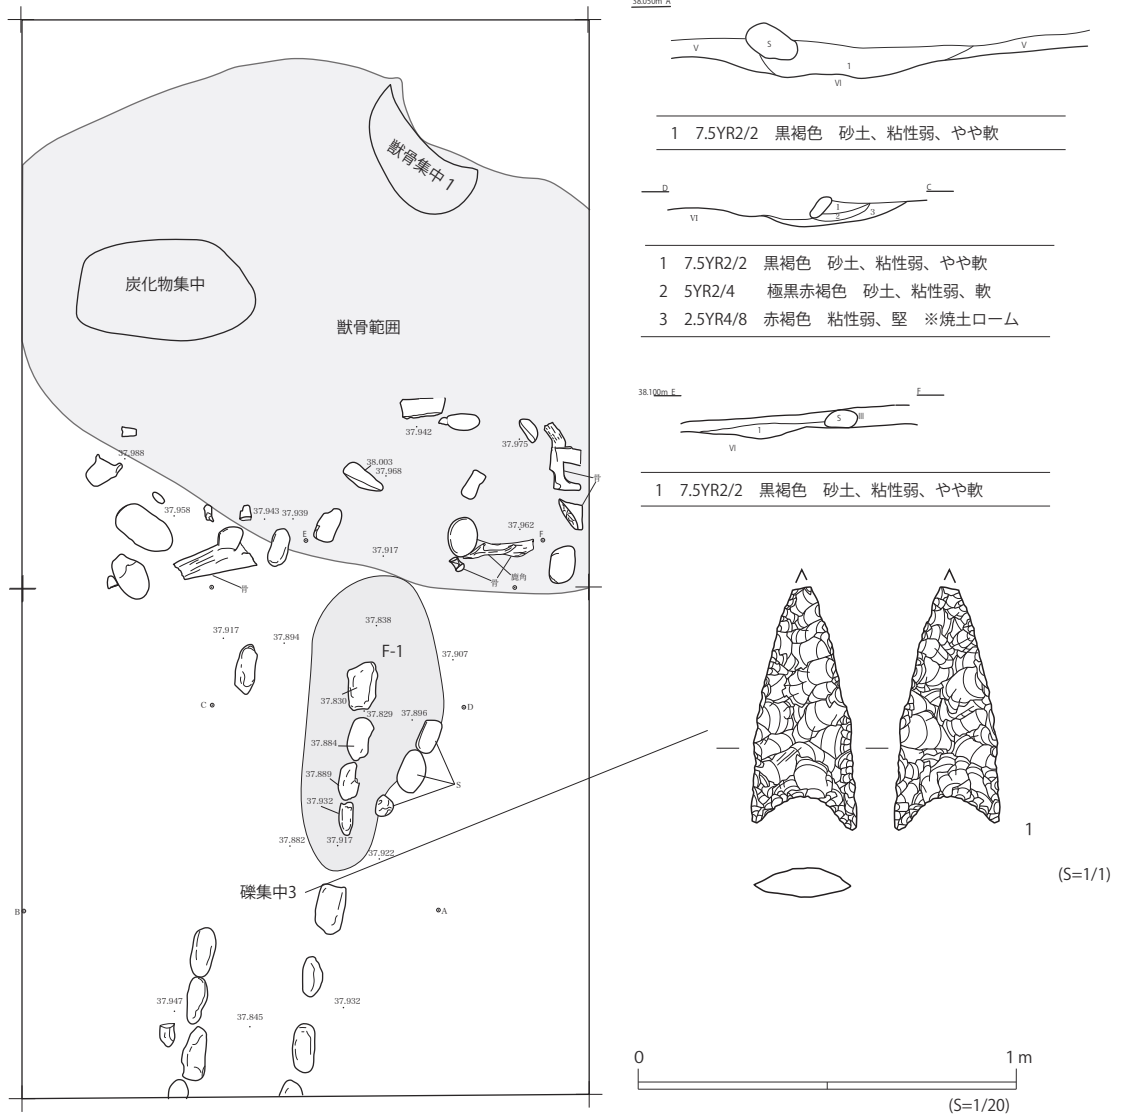 獣骨集中 1
炭化物集中
獣骨範囲
37.942
37.975
37.988
38.003
37.968
骨
37.958
37.943
37.939
37.962
E
F
37.917
鹿角
骨
骨
37.838
37.917
37.894
F-1
37.907
37.830
37.829
37.896
C
D
37.884
37.889
S
37.932
37.882
37.917
37.922
礫集中3
B
A
37.947
37.932
37.845
38.050m A
V
S
V
1
VI
1 7.5YR2/2 黒褐色 砂土、粘性弱、やや軟
D
C
VI
1
2
3
1 7.5YR2/2 黒褐色 砂土、粘性弱、やや軟
2 5YR2/4 極黒赤褐色 砂土、粘性弱、軟
3 2.5YR4/8 赤褐色 粘性弱、堅 ※焼土ローム
38.100m E
F
S
III
1
VI
1 7.5YR2/2 黒褐色 砂土、粘性弱、やや軟
1
(S=1/1)
0
1 m
(S=1/20)